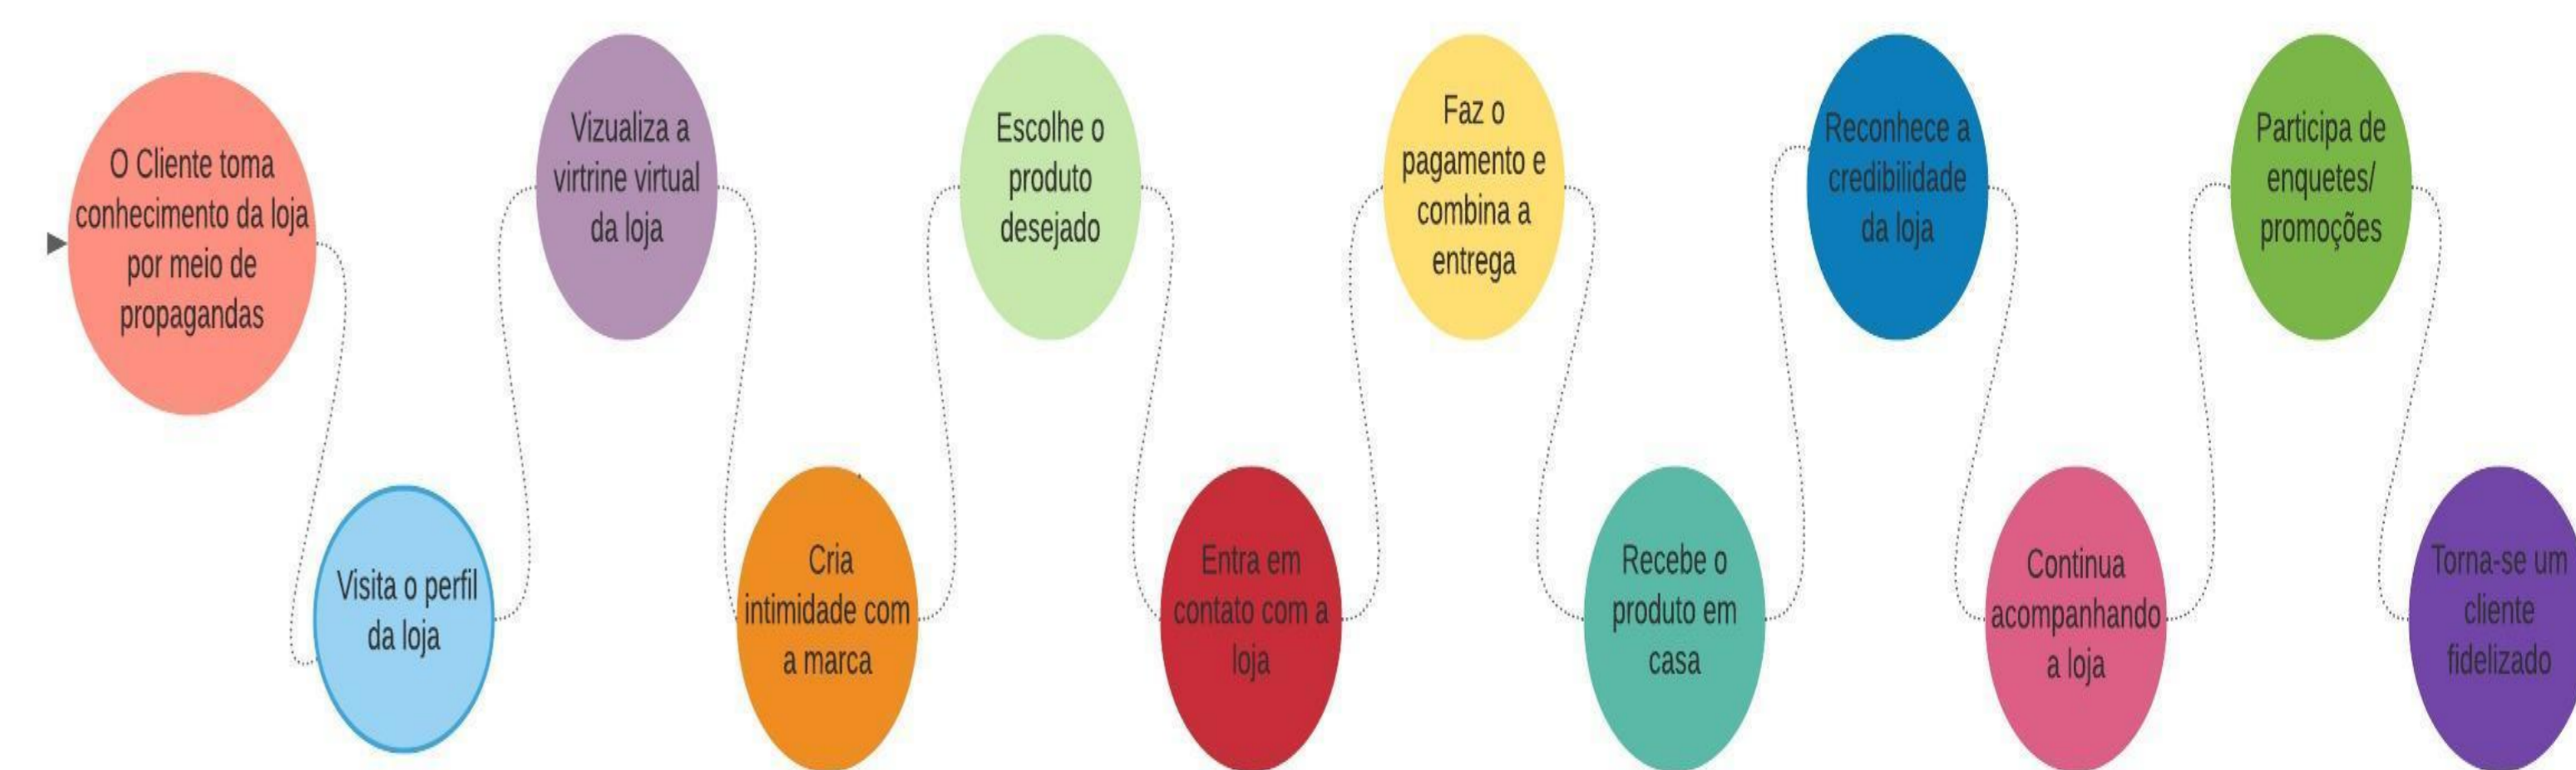 O Cliente toma
conhecimento da loja
por meio de
propagandas
Visita o perfil
da loja
Vizualiza a
virtrine virtual
da loja
Cria
intimidade com
a marca
Escolhe o
produto
desejado
Entra em
contato com a
loja
Faz o
pagamento e
combina a
entrega
Recebe o
produto em
casa
Reconhece a
credibilidade
da loja
Continua
acompanhando
a loja
Participa de
enquetes/
promoções
Torna-se um
cliente
fidelizado